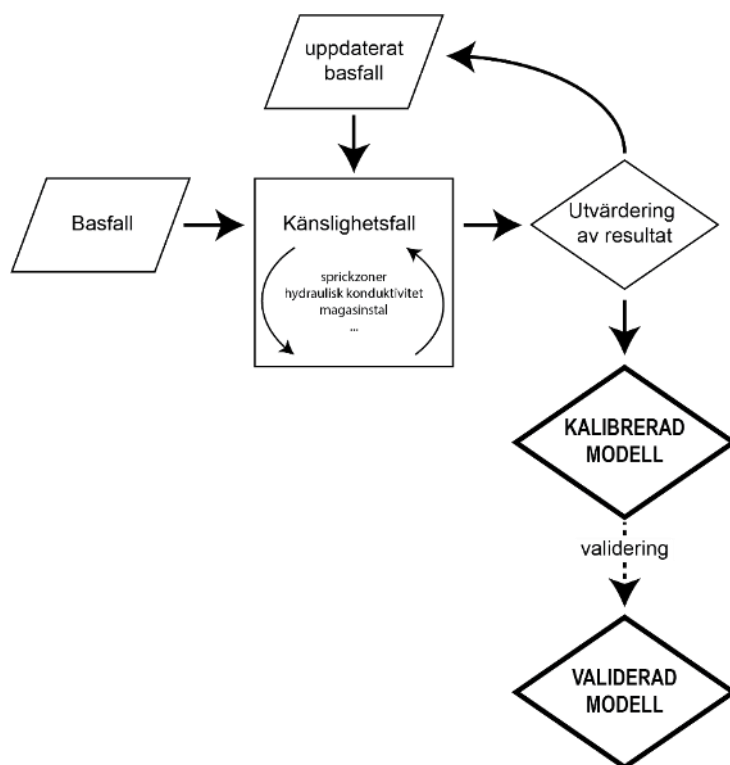 uppdaterat
basfall
Basfall
Känslighetsfall
sprickzoner
hydraulisk konduktivitet
magasinstal
...
Utvärdering
av resultat
KALIBRERAD
MODELL
validering
VALIDERAD
MODELL